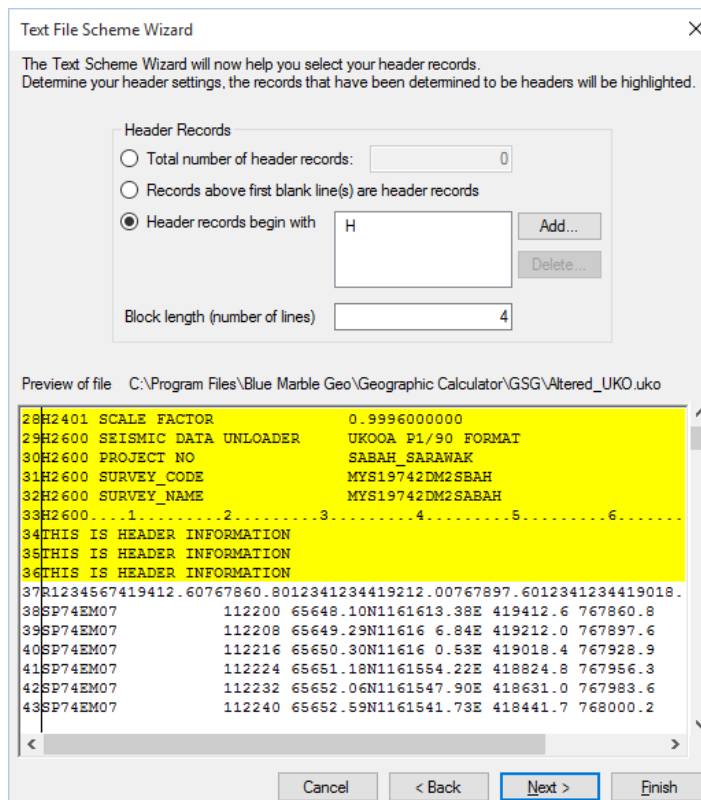 Text File Scheme Wizard
The Text Scheme Wizard will now help you select your header records.
Determine your header settings, the records that have been determined to be headers will be highlighted.
Header Records
Total number of header records: 0
Records above first blank line(s) are header records
Header records begin with H Add...
Delete...
Block length (number of lines) 4
Preview of file C:\Program Files\Blue Marble Geo\Geographic Calculator\GSG\Altered_UKO.uko
28H2401 SCALE FACTOR 0.9996000000
29H2600 SEISMIC DATA UNLOADER UKOOA P1/90 FORMAT
30H2600 PROJECT NO SABAH_SARAWAK
31H2600 SURVEY_CODE MYS19742DM2SBAH
32H2600 SURVEY_NAME MYS19742DM2SABAH
33H2600....1.........2.........3.........4.........5.........6.......
34THIS IS HEADER INFORMATION
35THIS IS HEADER INFORMATION
36THIS IS HEADER INFORMATION
37R1234567419412.60767860.8012341234419212.00767897.6012341234419018.
38SP74EM07 112200 65648.10N1161613.38E 419412.6 767860.8
39SP74EM07 112208 65649.29N11616 6.84E 419212.0 767897.6
40SP74EM07 112216 65650.30N11616 0.53E 419018.4 767928.9
41SP74EM07 112224 65651.18N1161554.22E 418824.8 767956.3
42SP74EM07 112232 65652.06N1161547.90E 418631.0 767983.6
43SP74EM07 112240 65652.59N1161541.73E 418441.7 768000.2
Cancel < Back Next > Finish